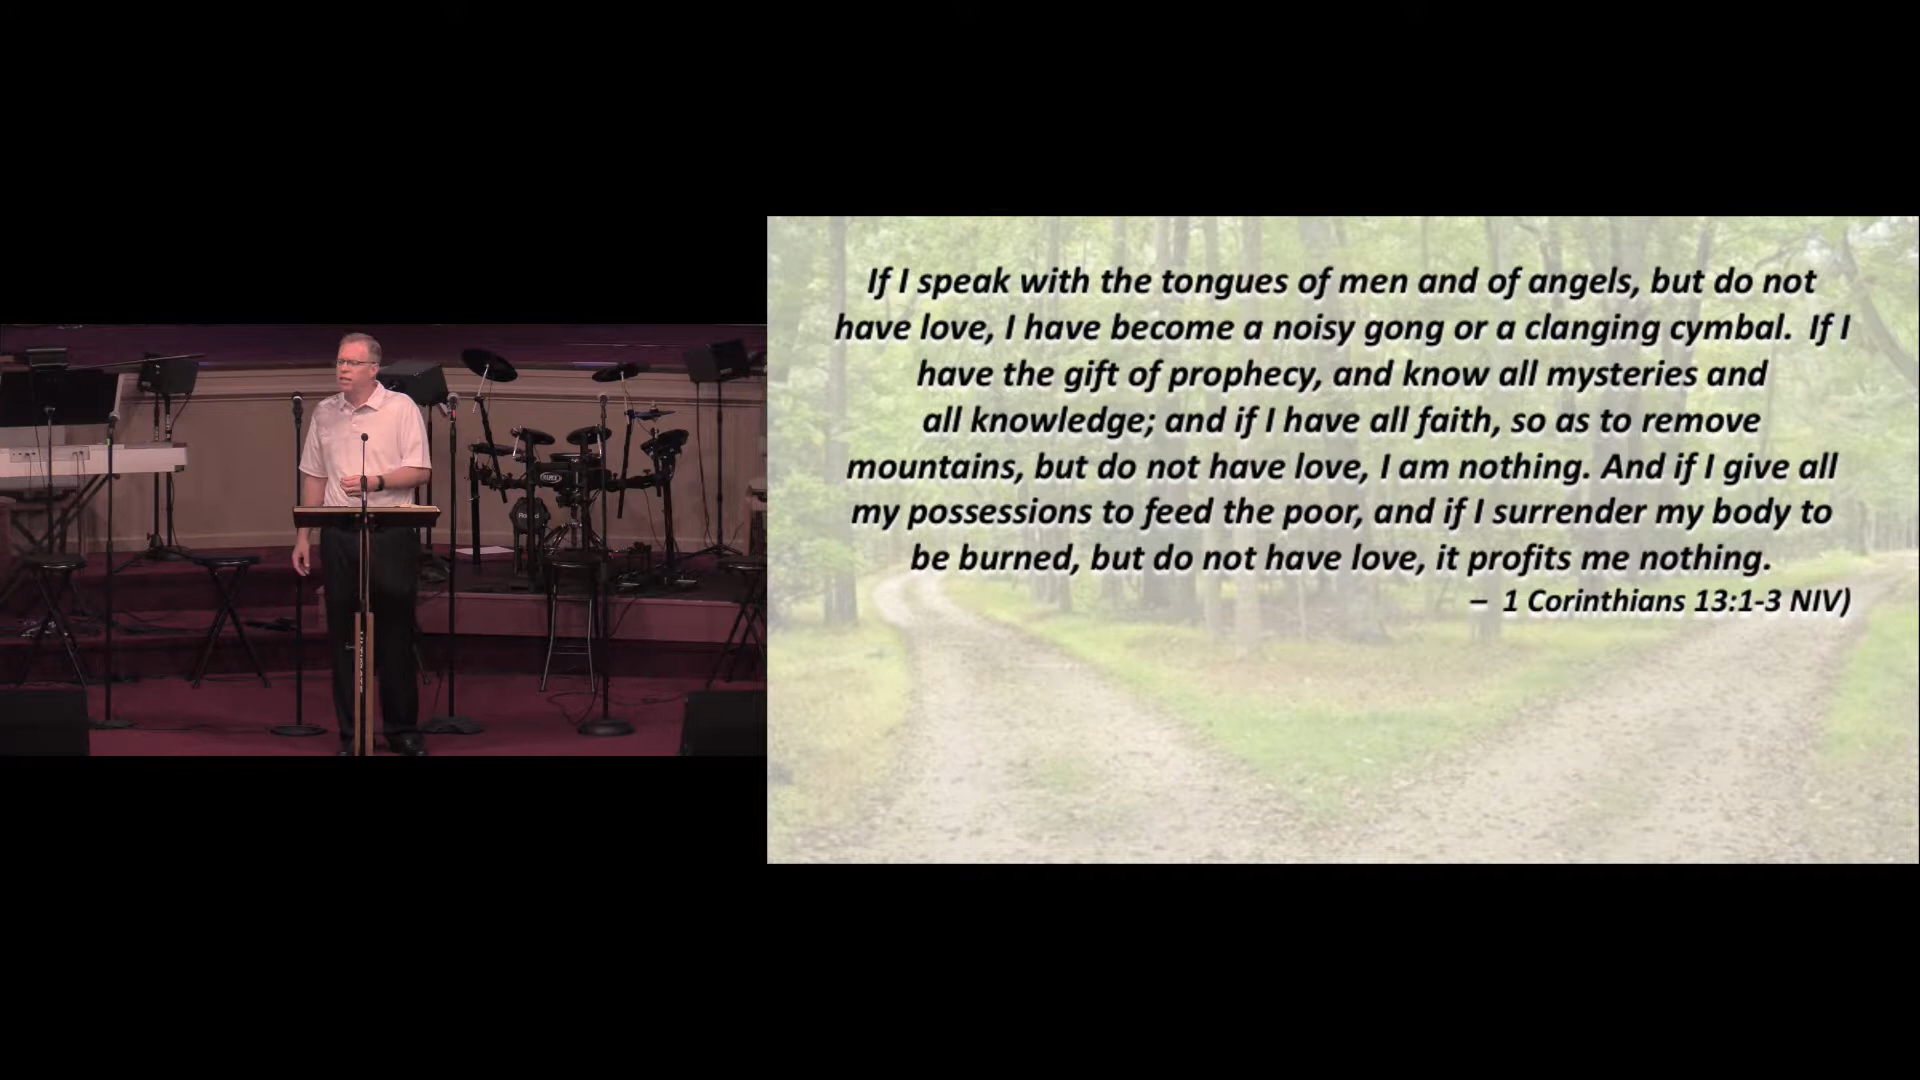 If I speak with the tongues of men and of angels, but do not
have love, I have become a noisy gong or a clanging cymbal. If I
have the gift of prophecy, and know all mysteries and
all knowledge; and if I have all faith, so as to remove
mountains, but do not have love, I am nothing. And if I give all
my possessions to feed the poor, and if I surrender my body to
be burned, but do not have love, it profits me nothing.
– 1 Corinthians 13:1-3 NIV)